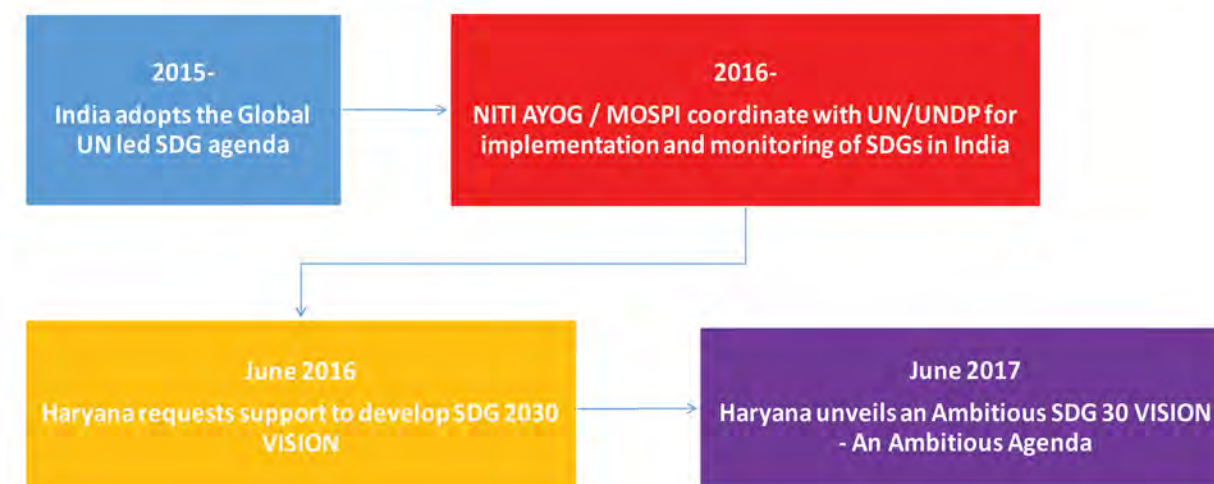 2015-
India adopts the Global
UN led SDG agenda
2016-
NITI AYOG / MOSPI coordinate with UN/UNDP for
implementation and monitoring of SDGs in India
June 2016
Haryana requests support to develop SDG 2030
VISION
June 2017
Haryana unveils an Ambitious SDG 30 VISION
- An Ambitious Agenda